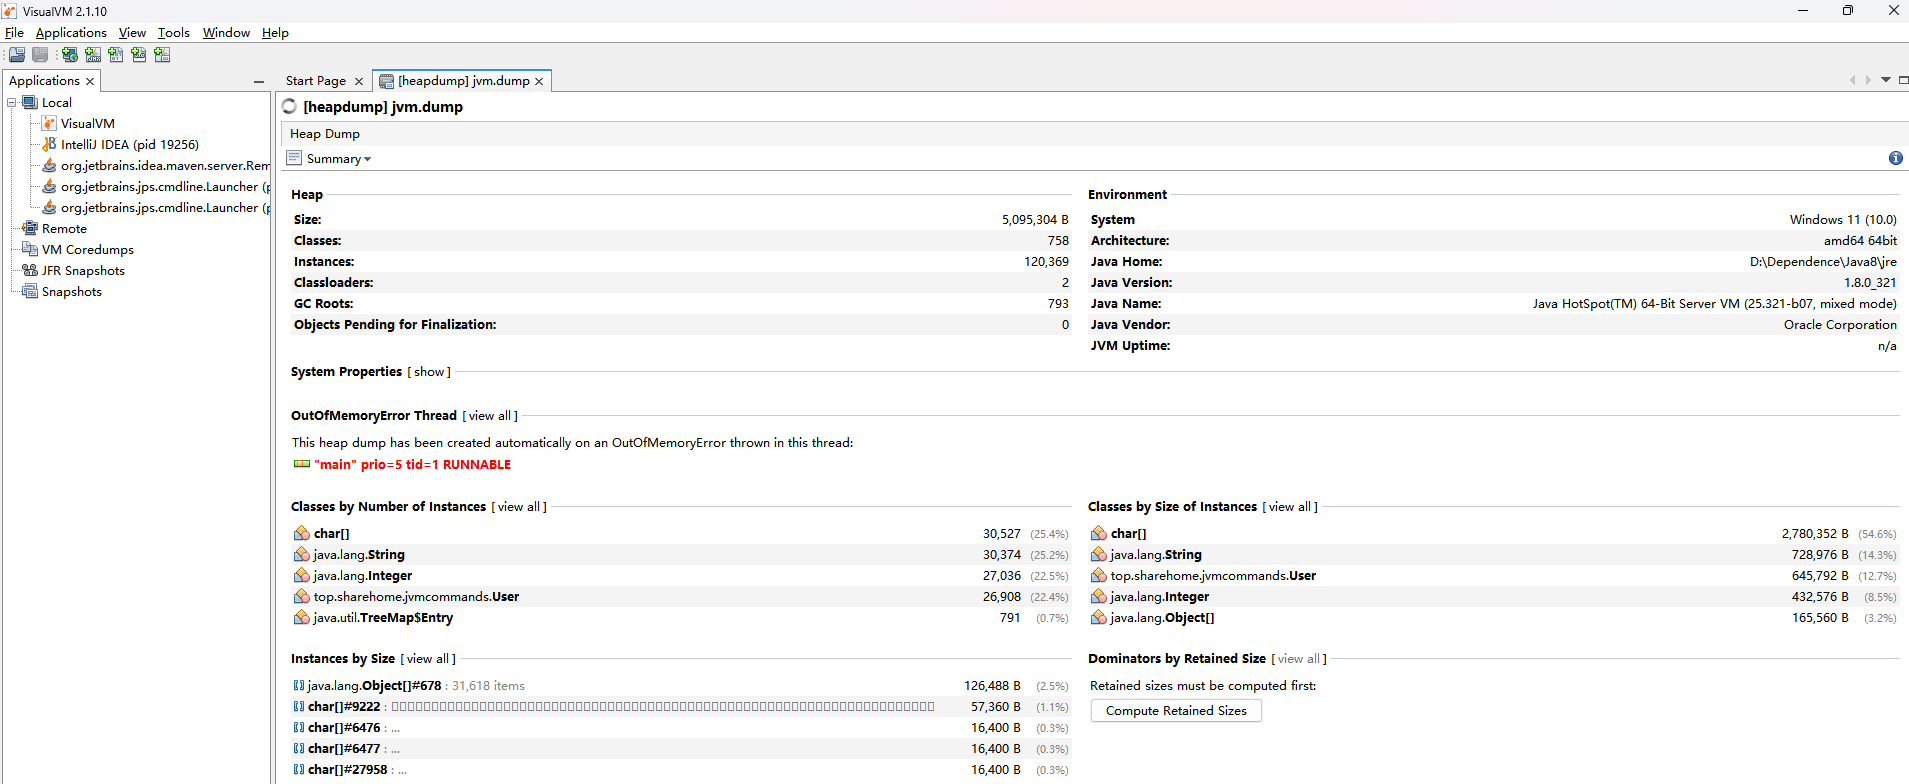 VisualVM 2.1.10
File Applications View Tools Window Help
Applications
Start Page
[heapdump] jvm.dump
Local
VisualVM
IntelliJ IDEA (pid 19256)
org.jetbrains.idea.maven.server.Rem
org.jetbrains.jps.cmdline.Launcher (p
org.jetbrains.jps.cmdline.Launcher (p
Remote
VM Coredumps
JFR Snapshots
Snapshots
[heapdump] jvm.dump
Heap Dump
Summary
Heap
Size: 5,095,304 B
Classes: 758
Instances: 120,369
Classloaders: 2
GC Roots: 793
Objects Pending for Finalization: 0
Environment
System Windows 11 (10.0)
Architecture: amd64 64bit
Java Home: D:\Dependence\Java8\jre
Java Version: 1.8.0_321
Java Name: Java HotSpot(TM) 64-Bit Server VM (25.321-b07, mixed mode)
Java Vendor: Oracle Corporation
JVM Uptime: n/a
System Properties [ show ]
OutOfMemoryError Thread [ view all ]
This heap dump has been created automatically on an OutOfMemoryError thrown in this thread:
"main" prio=5 tid=1 RUNNABLE
Classes by Number of Instances [ view all ]
char[] 30,527 (25.4%)
java.lang.String 30,374 (25.2%)
java.lang.Integer 27,036 (22.5%)
top.sharehome.jvmcommands.User 26,908 (22.4%)
java.util.TreeMap$Entry 791 (0.7%)
Classes by Size of Instances [ view all ]
char[] 2,780,352 B (54.6%)
java.lang.String 728,976 B (14.3%)
top.sharehome.jvmcommands.User 645,792 B (12.7%)
java.lang.Integer 432,576 B (8.5%)
java.lang.Object[] 165,560 B (3.2%)
Instances by Size [ view all ]
java.lang.Object[]#678 : 31,618 items 126,488 B (2.5%)
char[]#9222 : 57,360 B (1.1%)
char[]#6476 : ... 16,400 B (0.3%)
char[]#6477 : ... 16,400 B (0.3%)
char[]#27958 : ... 16,400 B (0.3%)
Dominators by Retained Size [ view all ]
Retained sizes must be computed first:
Compute Retained Sizes